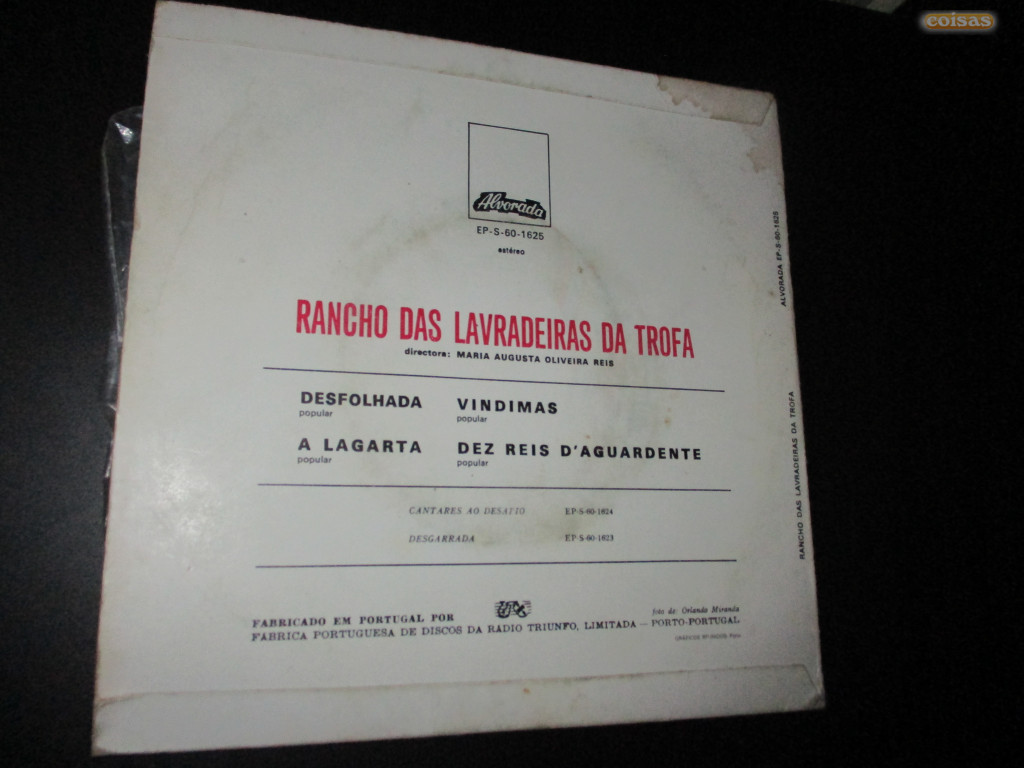 coisas
Alvorada
EP-S-60-1625
estéreo
RANCHO DAS LAVRADEIRAS DA TROFA
directora: MARIA AUGUSTA OLIVEIRA REIS
DESFOLHADA
popular
VINDIMAS
popular
A LAGARTA
popular
DEZ REIS D'AGUARDENTE
popular
CANTARES AO DESAFIO EP-S-60-1624
DESGARRADA EP-S-60-1623
foto de: Orlando Miranda
FABRICADO EM PORTUGAL POR
FÁBRICA PORTUGUESA DE DISCOS DA RÁDIO TRIUNFO, LIMITADA — PORTO-PORTUGAL
ALVORADA EP-S-60-1625
RANCHO DAS LAVRADEIRAS DA TROFA